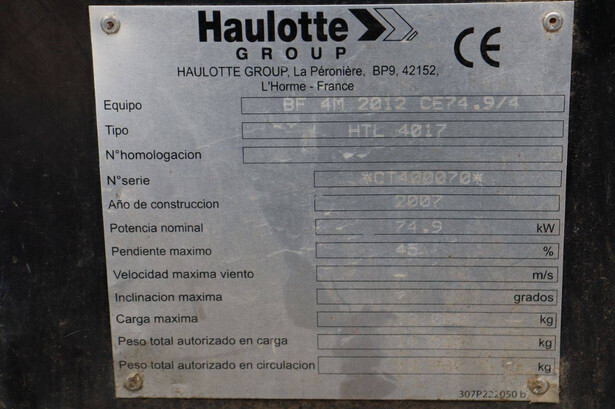 Haulotte
GROUP
CE
HAULOTTE GROUP, La Péronière, BP9, 42152,
L'Horme - France
Equipo BF 4M 2012 CE74.9/4
Tipo HTL 4017
N°homologacion
N°serie *CT400070*
Año de construccion 2007
Potencia nominal 74.9 kW
Pendiente maximo 45 %
Velocidad maxima viento - m/s
Inclinacion maxima grados
Carga maxima kg
Peso total autorizado en carga kg
Peso total autorizado en circulacion kg
307P222050 b